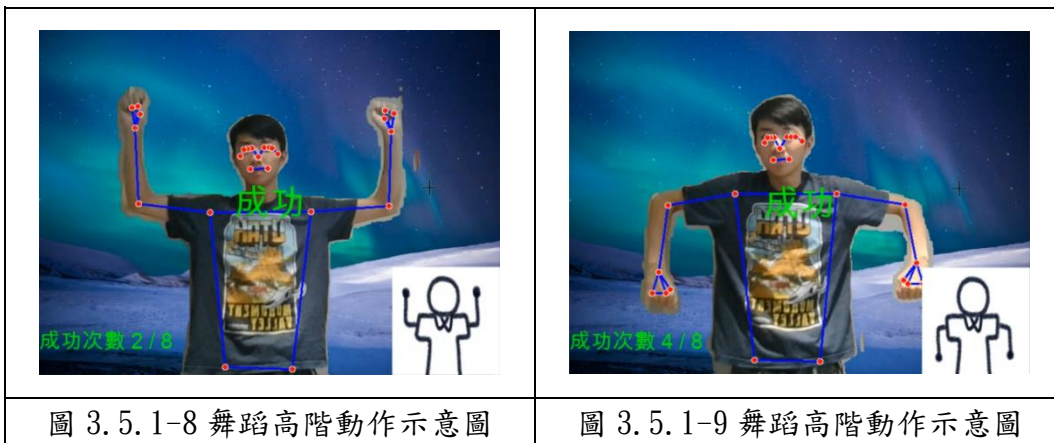 成功
成功次數 2 / 8
成功
成功次數 4 / 8
圖 3.5.1-8 舞蹈高階動作示意圖
圖 3.5.1-9 舞蹈高階動作示意圖